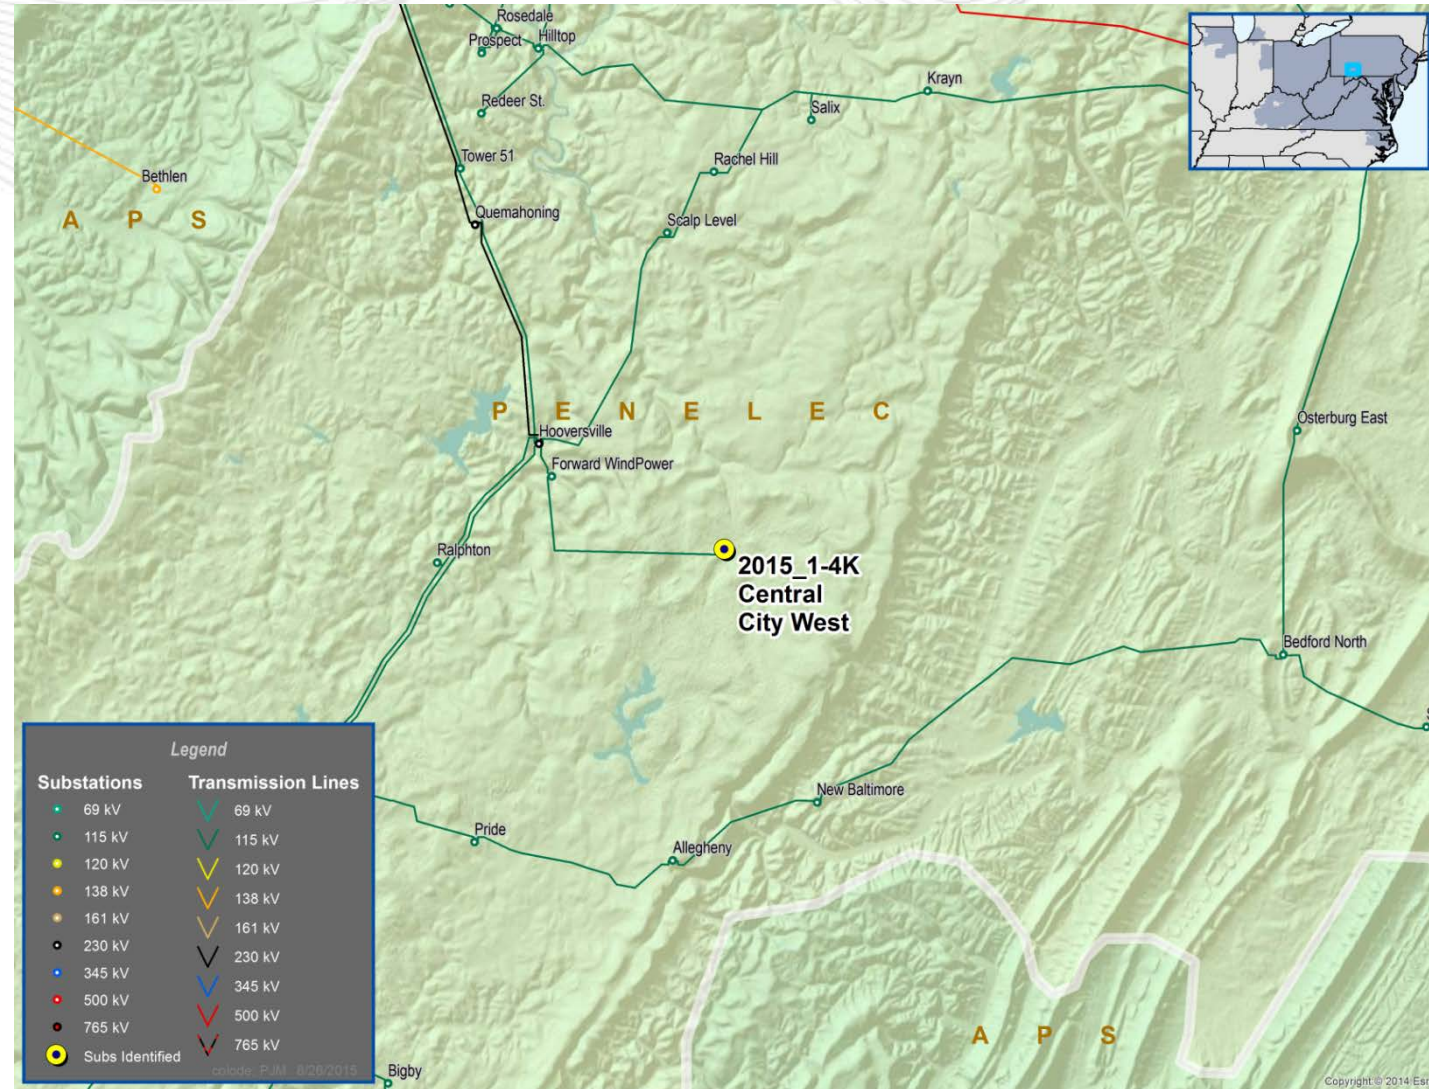 Rosedale
Prospect
Hilltop
Redeer St.
Krayn
Salix
Tower 51
Rachel Hill
Bethlen
A P S
Quemahoning
Scalp Level
P E N E L E C
Osterburg East
Hooversville
Forward WindPower
Ralphton
2015_1-4K
Central
City West
Bedford North
New Baltimore
Pride
Allegheny
A P S
Bigby
Legend
Substations
69 kV
115 kV
120 kV
138 kV
161 kV
230 kV
345 kV
500 kV
765 kV
Subs Identified
Transmission Lines
69 kV
115 kV
120 kV
138 kV
161 kV
230 kV
345 kV
500 kV
765 kV
PJM 8/26/2015
Copyright:© 2014 Esri